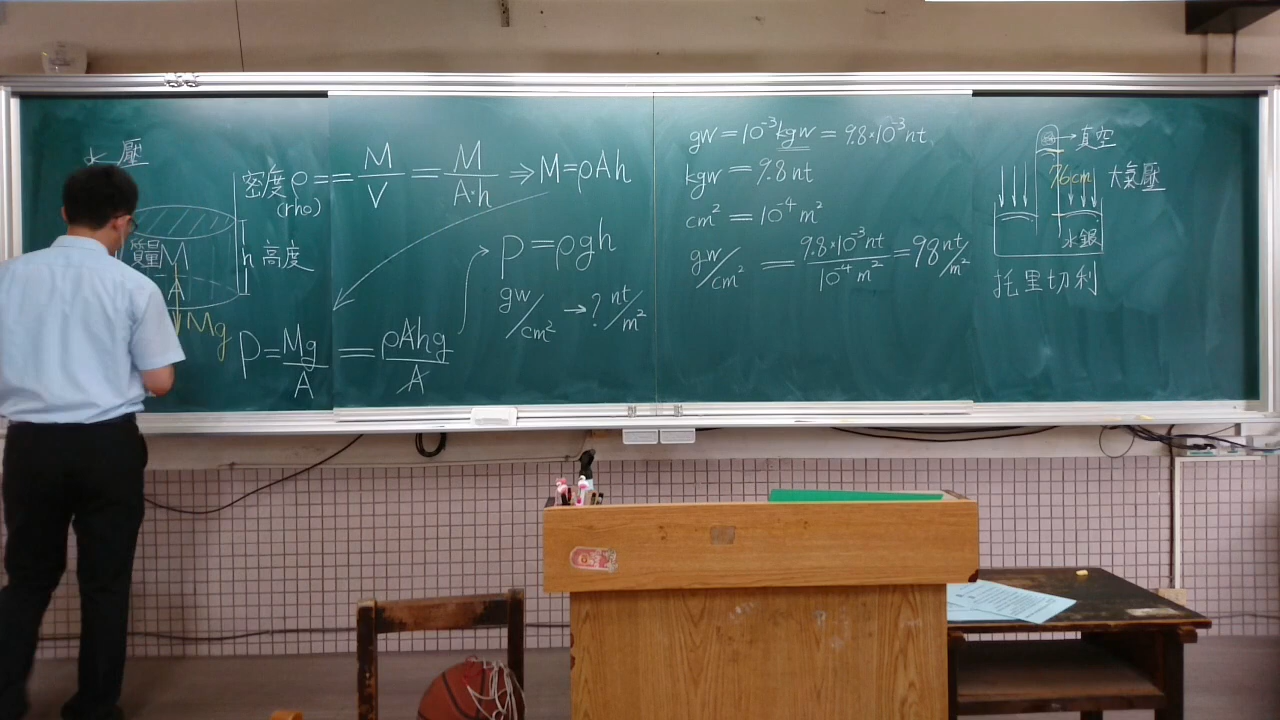 水壓
密度ρ = = M/V = M/A·h ⇒ M=ρAh
(rho)
質量M
h 高度
A
Mg
P = Mg/A = ρAhg/A
P=ρgh
gw/cm² → ? nt/m²
gw = 10⁻³kgw = 9.8×10⁻³nt
kgw = 9.8nt
cm² = 10⁻⁴m²
gw/cm² = 9.8×10⁻³nt/10⁻⁴m² = 98nt/m²
→真空
76cm
大氣壓
水銀
托里切利